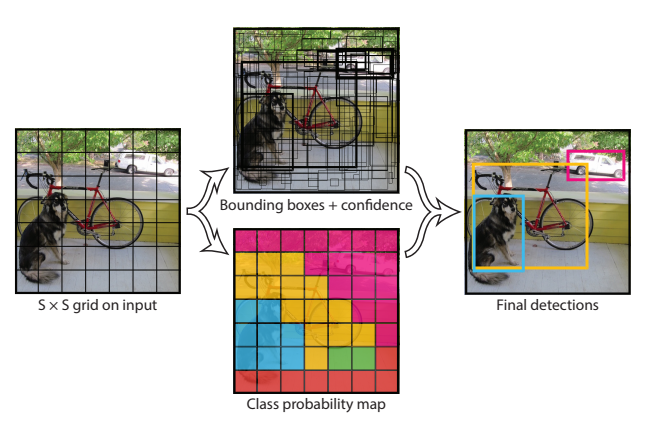 S × S grid on input
Bounding boxes + confidence
Class probability map
Final detections